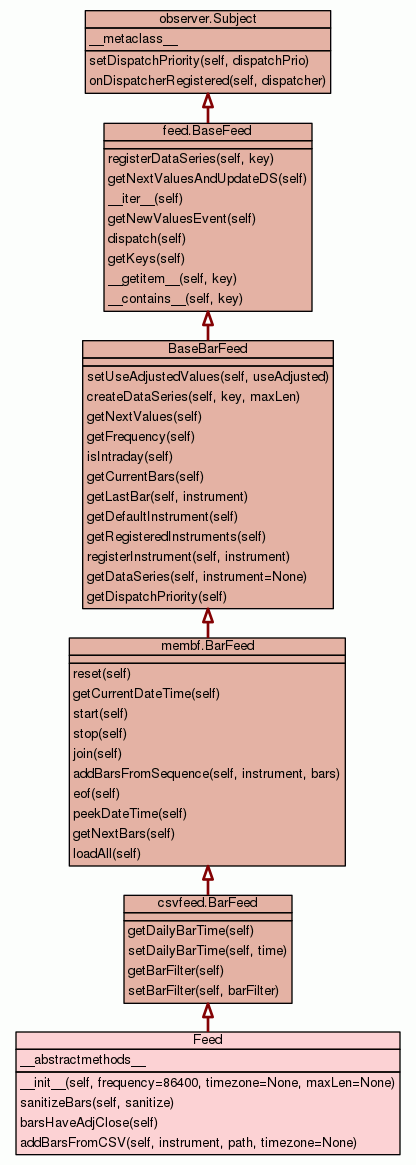 observer.Subject
__metaclass__
setDispatchPriority(self, dispatchPrio)
onDispatcherRegistered(self, dispatcher)
feed.BaseFeed
registerDataSeries(self, key)
getNextValuesAndUpdateDS(self)
__iter__(self)
getNewValuesEvent(self)
dispatch(self)
getKeys(self)
__getitem__(self, key)
__contains__(self, key)
BaseBarFeed
setUseAdjustedValues(self, useAdjusted)
createDataSeries(self, key, maxLen)
getNextValues(self)
getFrequency(self)
isIntraday(self)
getCurrentBars(self)
getLastBar(self, instrument)
getDefaultInstrument(self)
getRegisteredInstruments(self)
registerInstrument(self, instrument)
getDataSeries(self, instrument=None)
getDispatchPriority(self)
membf.BarFeed
reset(self)
getCurrentDateTime(self)
start(self)
stop(self)
join(self)
addBarsFromSequence(self, instrument, bars)
eof(self)
peekDateTime(self)
getNextBars(self)
loadAll(self)
csvfeed.BarFeed
getDailyBarTime(self)
setDailyBarTime(self, time)
getBarFilter(self)
setBarFilter(self, barFilter)
Feed
__abstractmethods__
__init__(self, frequency=86400, timezone=None, maxLen=None)
sanitizeBars(self, sanitize)
barsHaveAdjClose(self)
addBarsFromCSV(self, instrument, path, timezone=None)